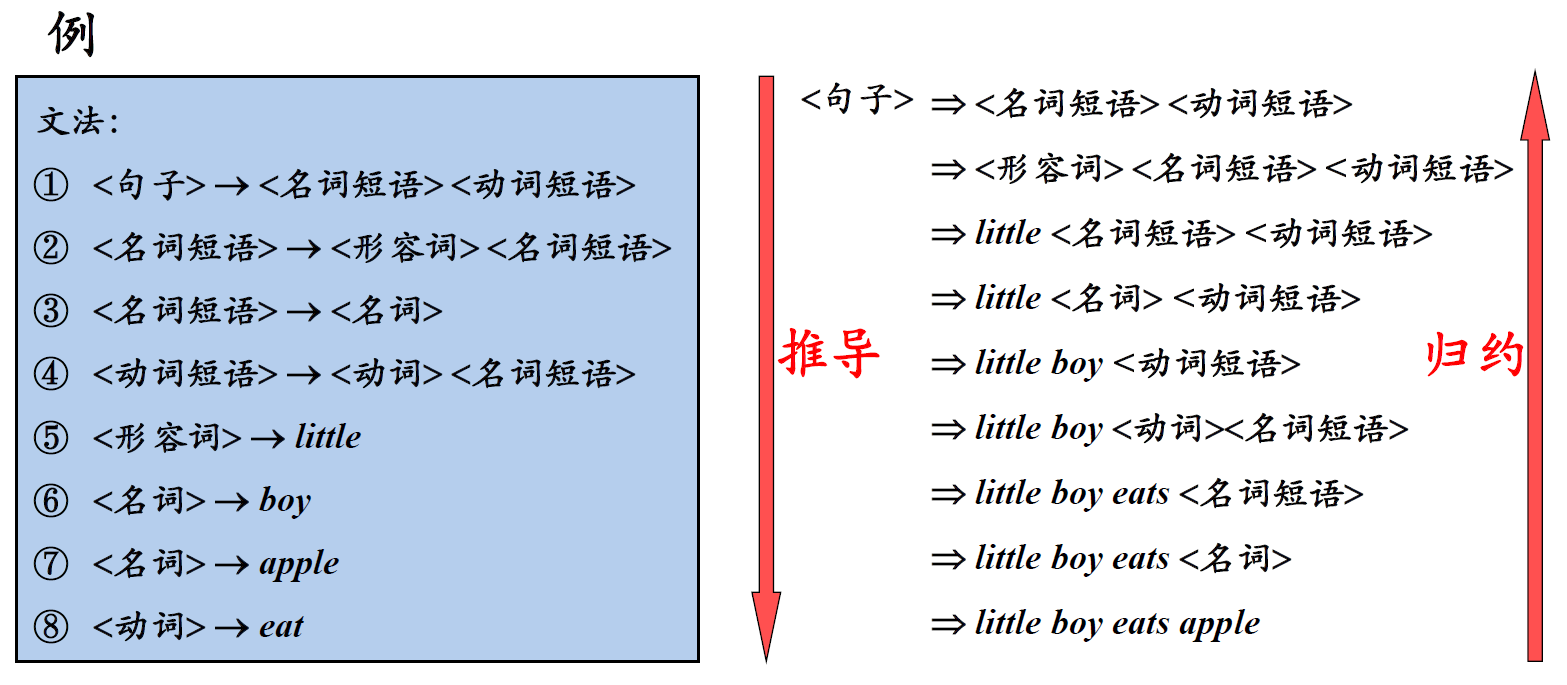 例
文法：
① <句子> → <名词短语> <动词短语>
② <名词短语> → <形容词> <名词短语>
③ <名词短语> → <名词>
④ <动词短语> → <动词> <名词短语>
⑤ <形容词> → little
⑥ <名词> → boy
⑦ <名词> → apple
⑧ <动词> → eat
推导
<句子> ⇒ <名词短语> <动词短语>
⇒ <形容词> <名词短语> <动词短语>
⇒ little <名词短语> <动词短语>
⇒ little <名词> <动词短语>
⇒ little boy <动词短语>
⇒ little boy <动词><名词短语>
⇒ little boy eats <名词短语>
⇒ little boy eats <名词>
⇒ little boy eats apple
归约